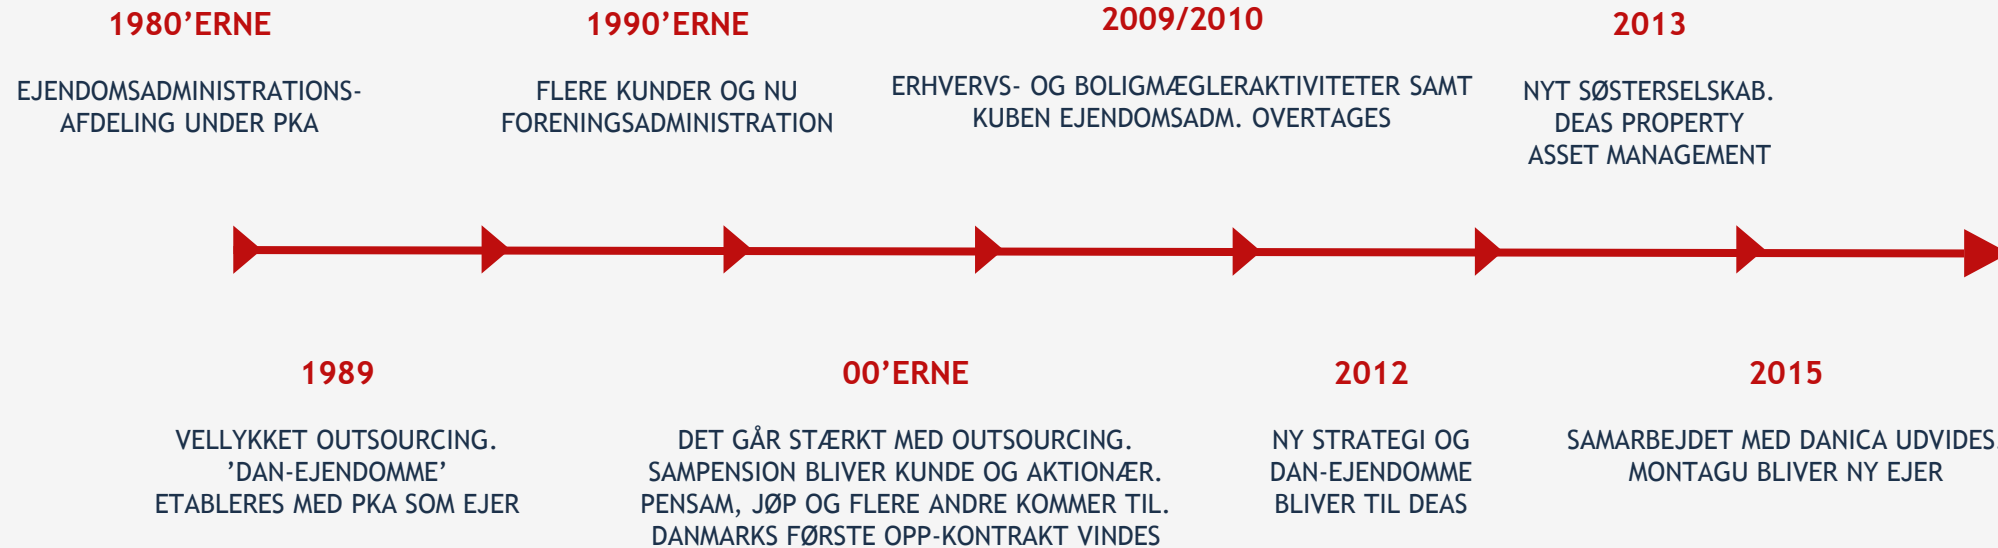 1980’ERNE
EJENDOMSADMINISTRATIONS-
AFDELING UNDER PKA
1990’ERNE
FLERE KUNDER OG NU
FORENINGSADMINISTRATION
2009/2010
ERHVERVS- OG BOLIGMÆGLERAKTIVITETER SAMT
KUBEN EJENDOMSADM. OVERTAGES
2013
NYT SØSTERSELSKAB.
DEAS PROPERTY
ASSET MANAGEMENT
1989
VELLYKKET OUTSOURCING.
’DAN-EJENDOMME’
ETABLERES MED PKA SOM EJER
00’ERNE
DET GÅR STÆRKT MED OUTSOURCING.
SAMPENSION BLIVER KUNDE OG AKTIONÆR.
PENSAM, JØP OG FLERE ANDRE KOMMER TIL.
DANMARKS FØRSTE OPP-KONTRAKT VINDES
2012
NY STRATEGI OG
DAN-EJENDOMME
BLIVER TIL DEAS
2015
SAMARBEJDET MED DANICA UDVIDES.
MONTAGU BLIVER NY EJER